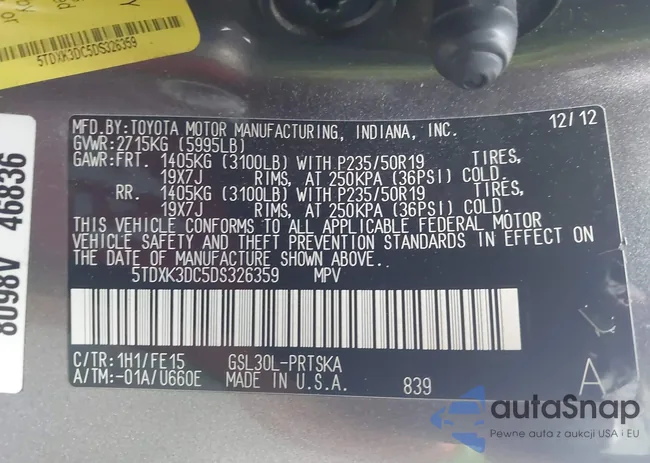 5TDXK3DC5DS326359
8098V 46836
MFD.BY:TOYOTA MOTOR MANUFACTURING, INDIANA, INC. 12/12
GVWR:2715KG (5995LB)
GAWR:FRT. 1405KG (3100LB) WITH P235/50R19 TIRES,
19X7J RIMS, AT 250KPA (36PSI) COLD.
RR. 1405KG (3100LB) WITH P235/50R19 TIRES,
19X7J RIMS, AT 250KPA (36PSI) COLD.
THIS VEHICLE CONFORMS TO ALL APPLICABLE FEDERAL MOTOR
VEHICLE SAFETY AND THEFT PREVENTION STANDARDS IN EFFECT ON
THE DATE OF MANUFACTURE SHOWN ABOVE.
5TDXK3DC5DS326359 MPV
C/TR:1H1/FE15 GSL30L-PRTSKA
A/TM:-01A/U660E MADE IN U.S.A. 839 A
autaSnap
Pewne auta z aukcji USA i EU